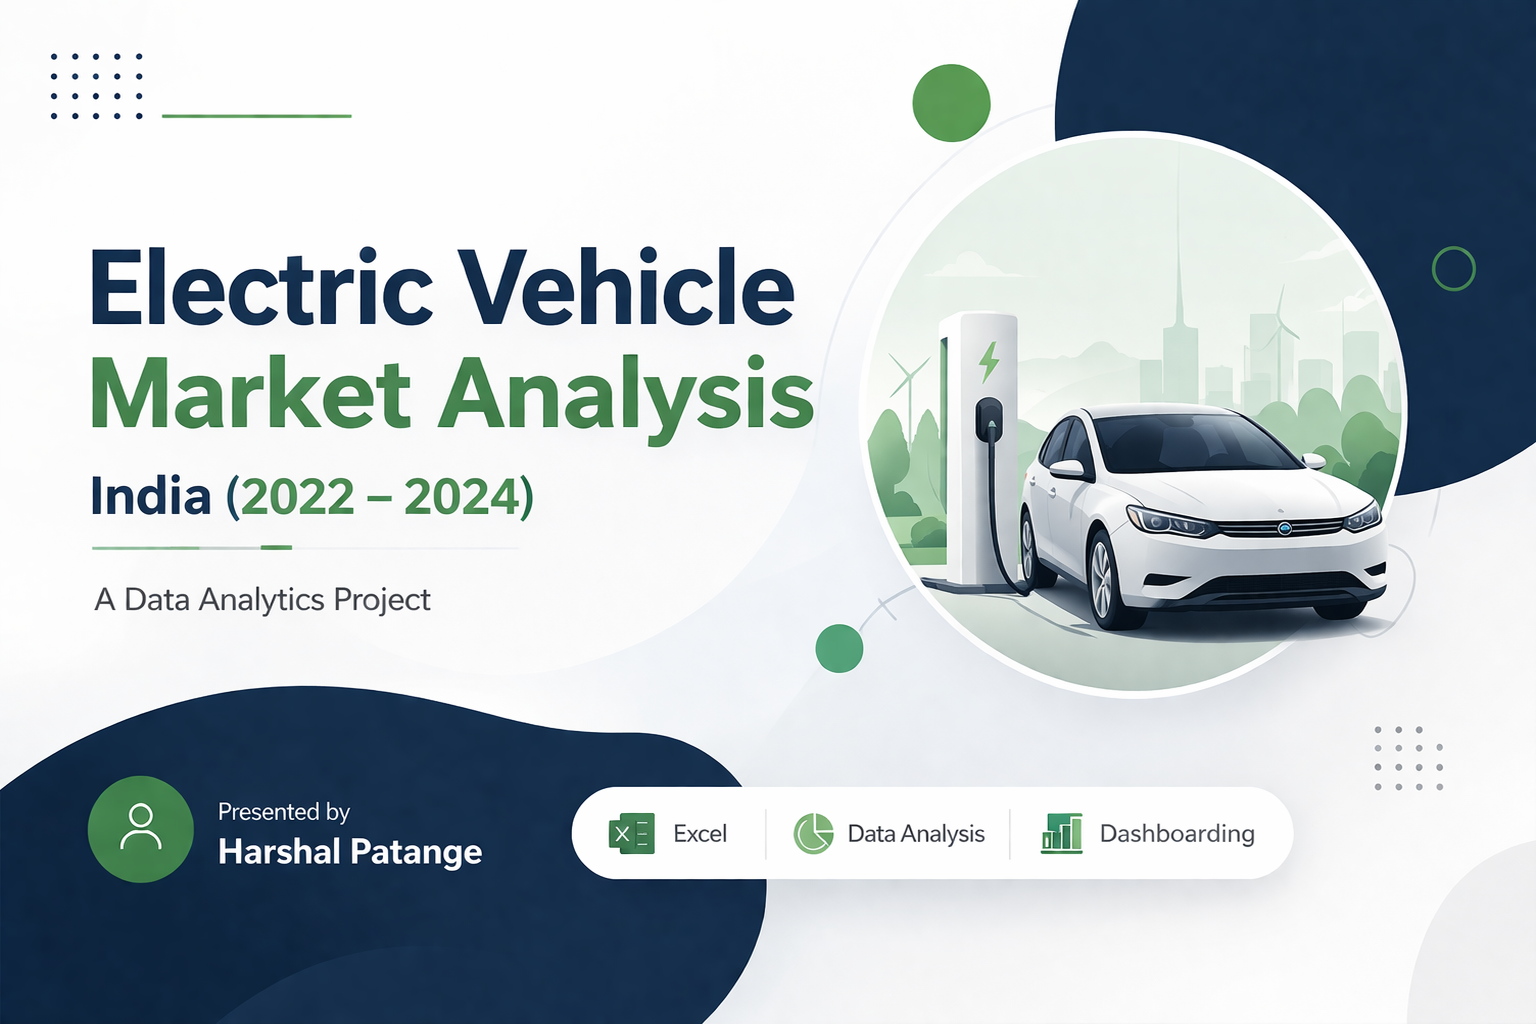 Electric Vehicle
Market Analysis
India (2022 – 2024)
A Data Analytics Project
Presented by
Harshal Patange
X
Excel
Data Analysis
Dashboarding